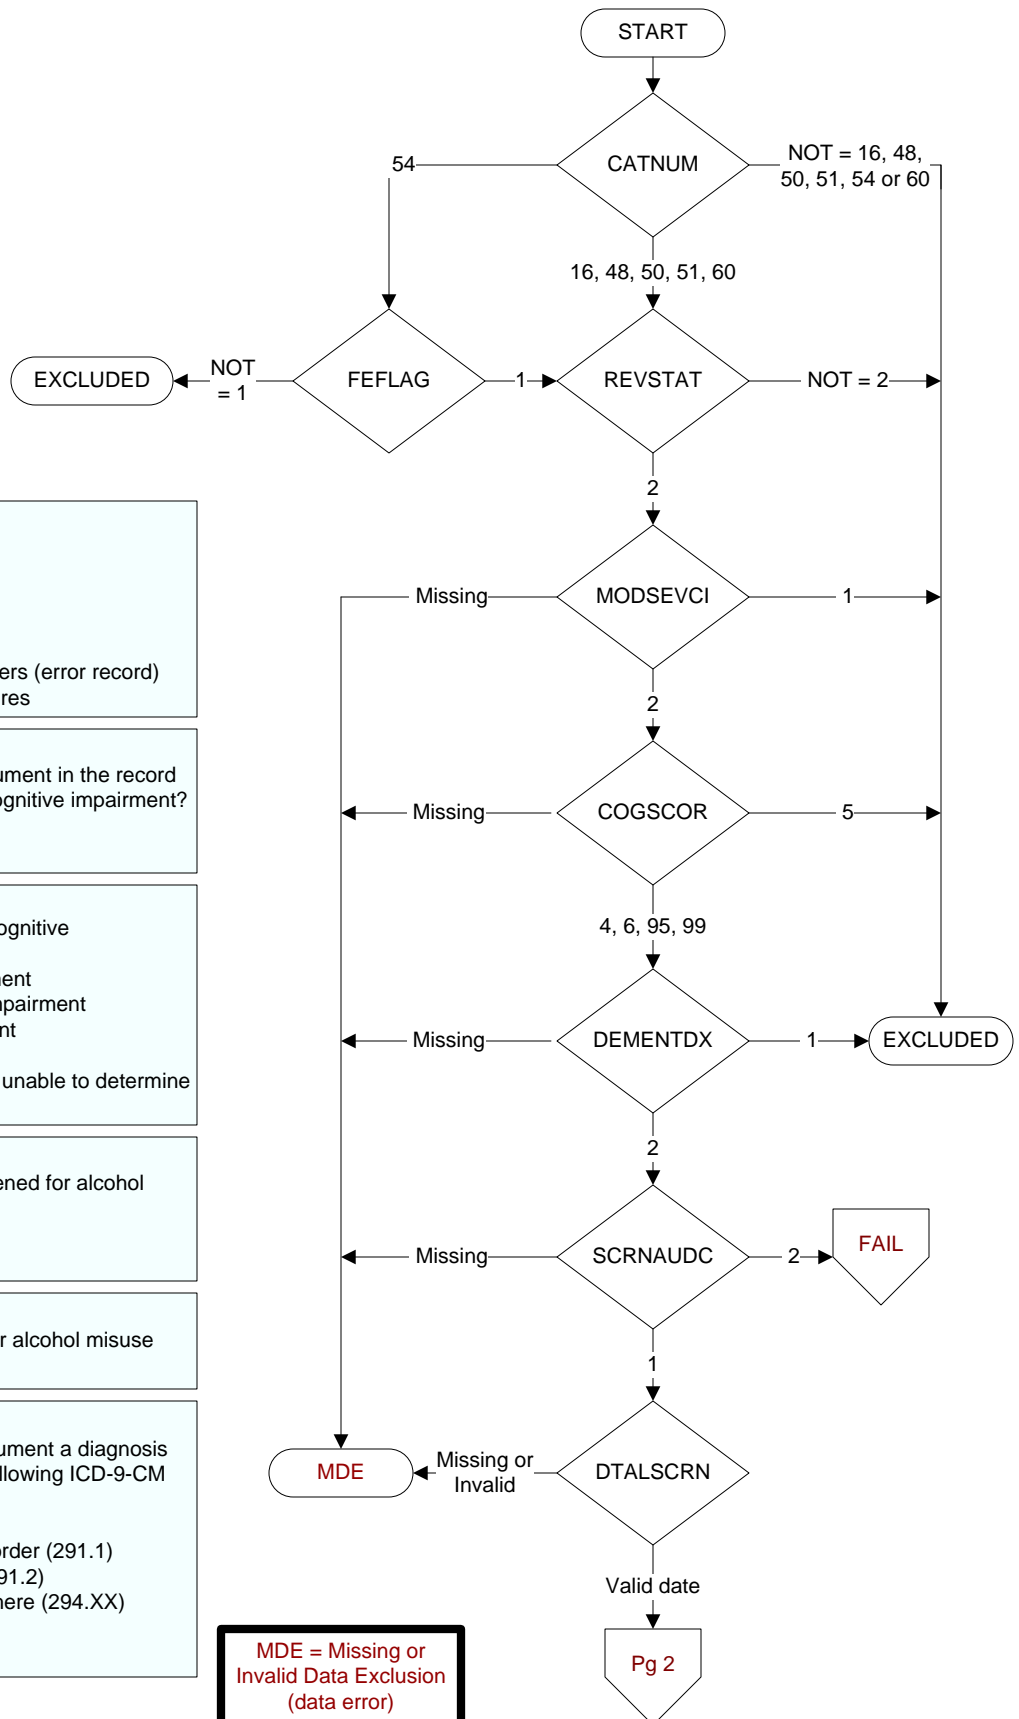 START
CATNUM
54
NOT = 16, 48,
50, 51, 54 or 60
16, 48, 50, 51, 60
EXCLUDED
NOT
= 1
FEFLAG
1
REVSTAT
NOT = 2
2
Missing
MODSEVCI
1
2
Missing
COGSCOR
5
4, 6, 95, 99
Missing
DEMENTDX
1
EXCLUDED
2
Missing
SCRNAUDC
2
FAIL
1
MDE
Missing or
Invalid
DTALSCRN
Valid date
Pg 2
MDE = Missing or
Invalid Data Exclusion
(data error)
ers (error record)
res
ument in the record
ognitive impairment?
ognitive
ment
mpairment
nt
unable to determine
ened for alcohol
r alcohol misuse
ument a diagnosis
llowing ICD-9-CM
order (291.1)
91.2)
here (294.XX)